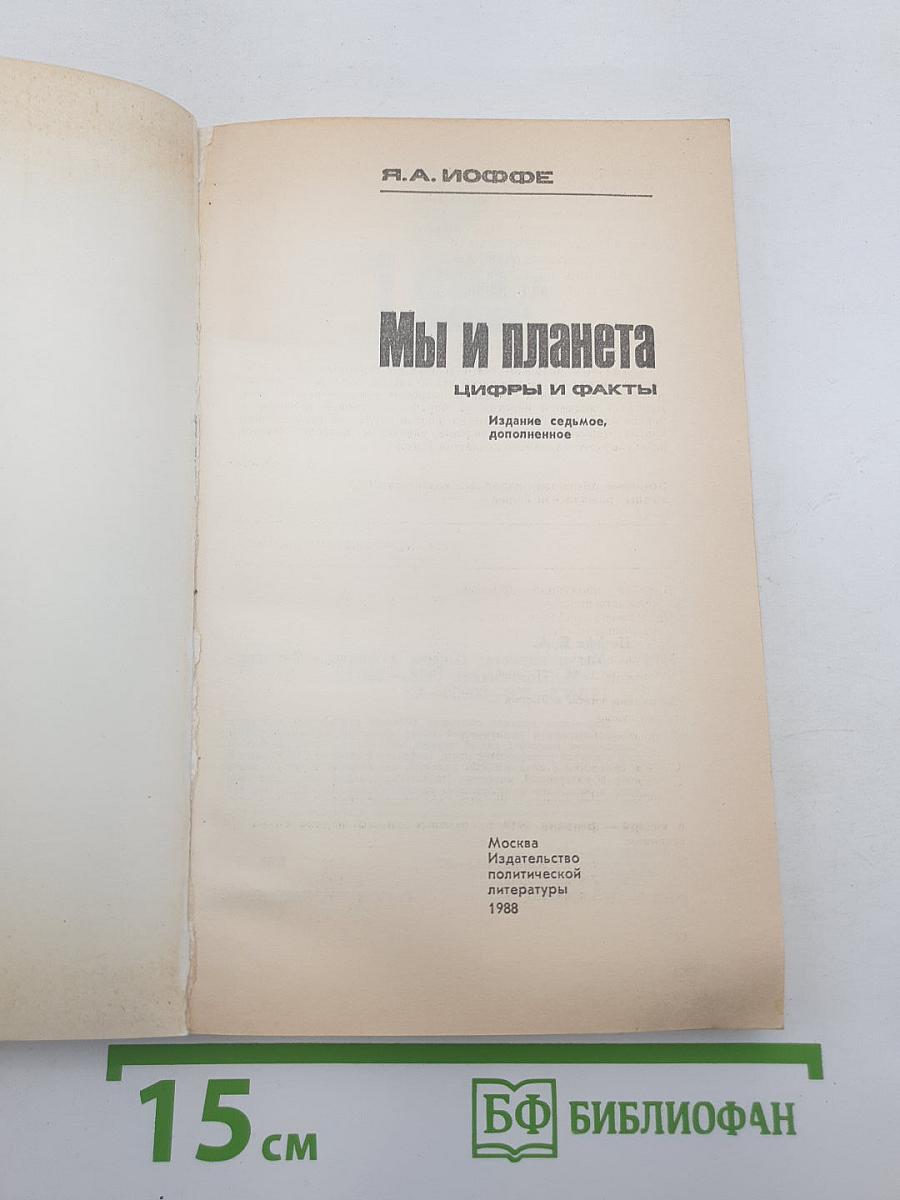 Я.А. ИОФФЕ
Мы и планета
ЦИФРЫ И ФАКТЫ
Издание седьмое,
дополненное
Москва
Издательство
политической
литературы
1988
15 см
БФ БИБЛИОФАН